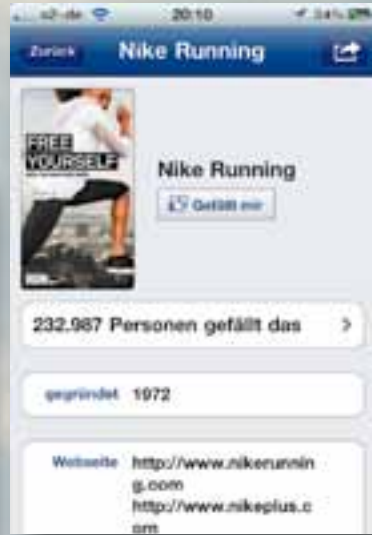 o2-de 20:10 34%
Zurück Nike Running
FREE
YOURSELF
Nike Running
Gefällt mir
232.987 Personen gefällt das >
gegründet 1972
Webseite http://www.nikerunnin
g.com
http://www.nikeplus.c
om